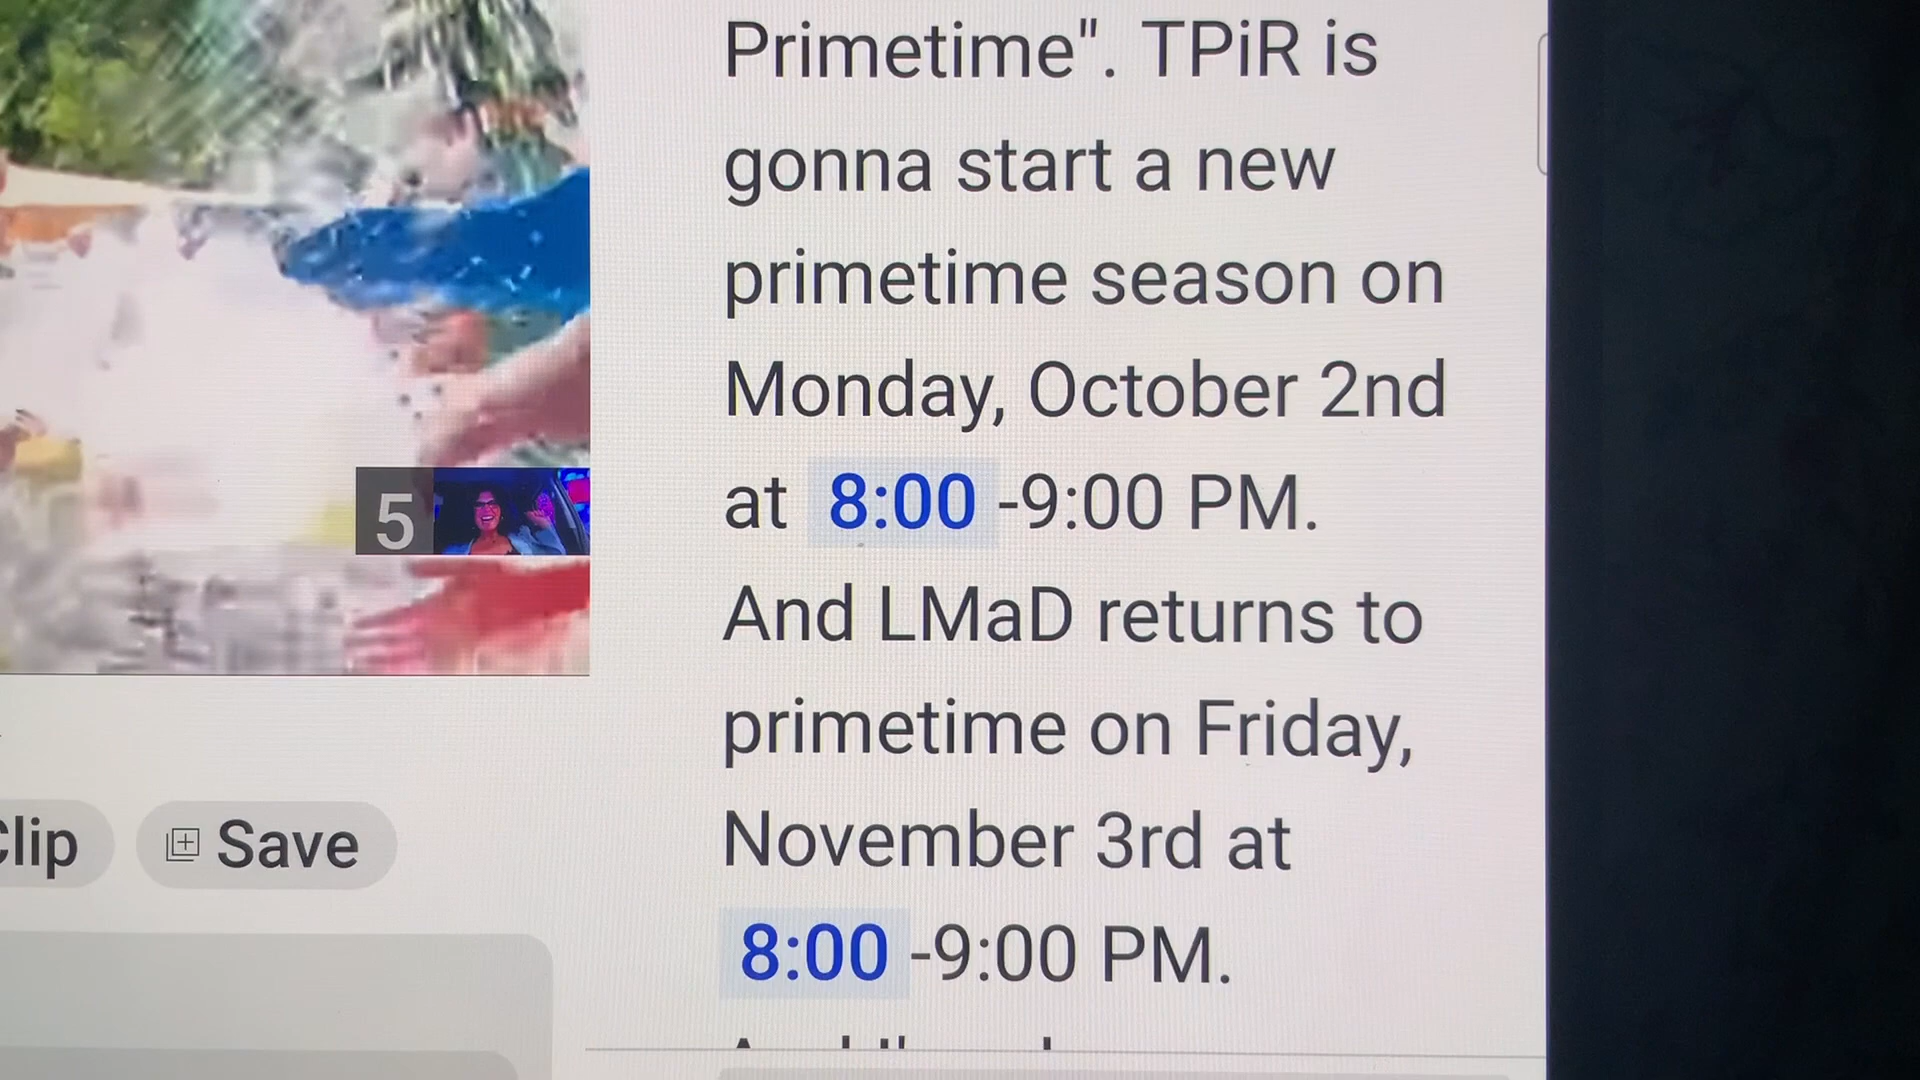 Primetime". TPiR is
gonna start a new
primetime season on
Monday, October 2nd
at 8:00 -9:00 PM.
And LMaD returns to
primetime on Friday,
November 3rd at
8:00 -9:00 PM.
5
Clip
Save